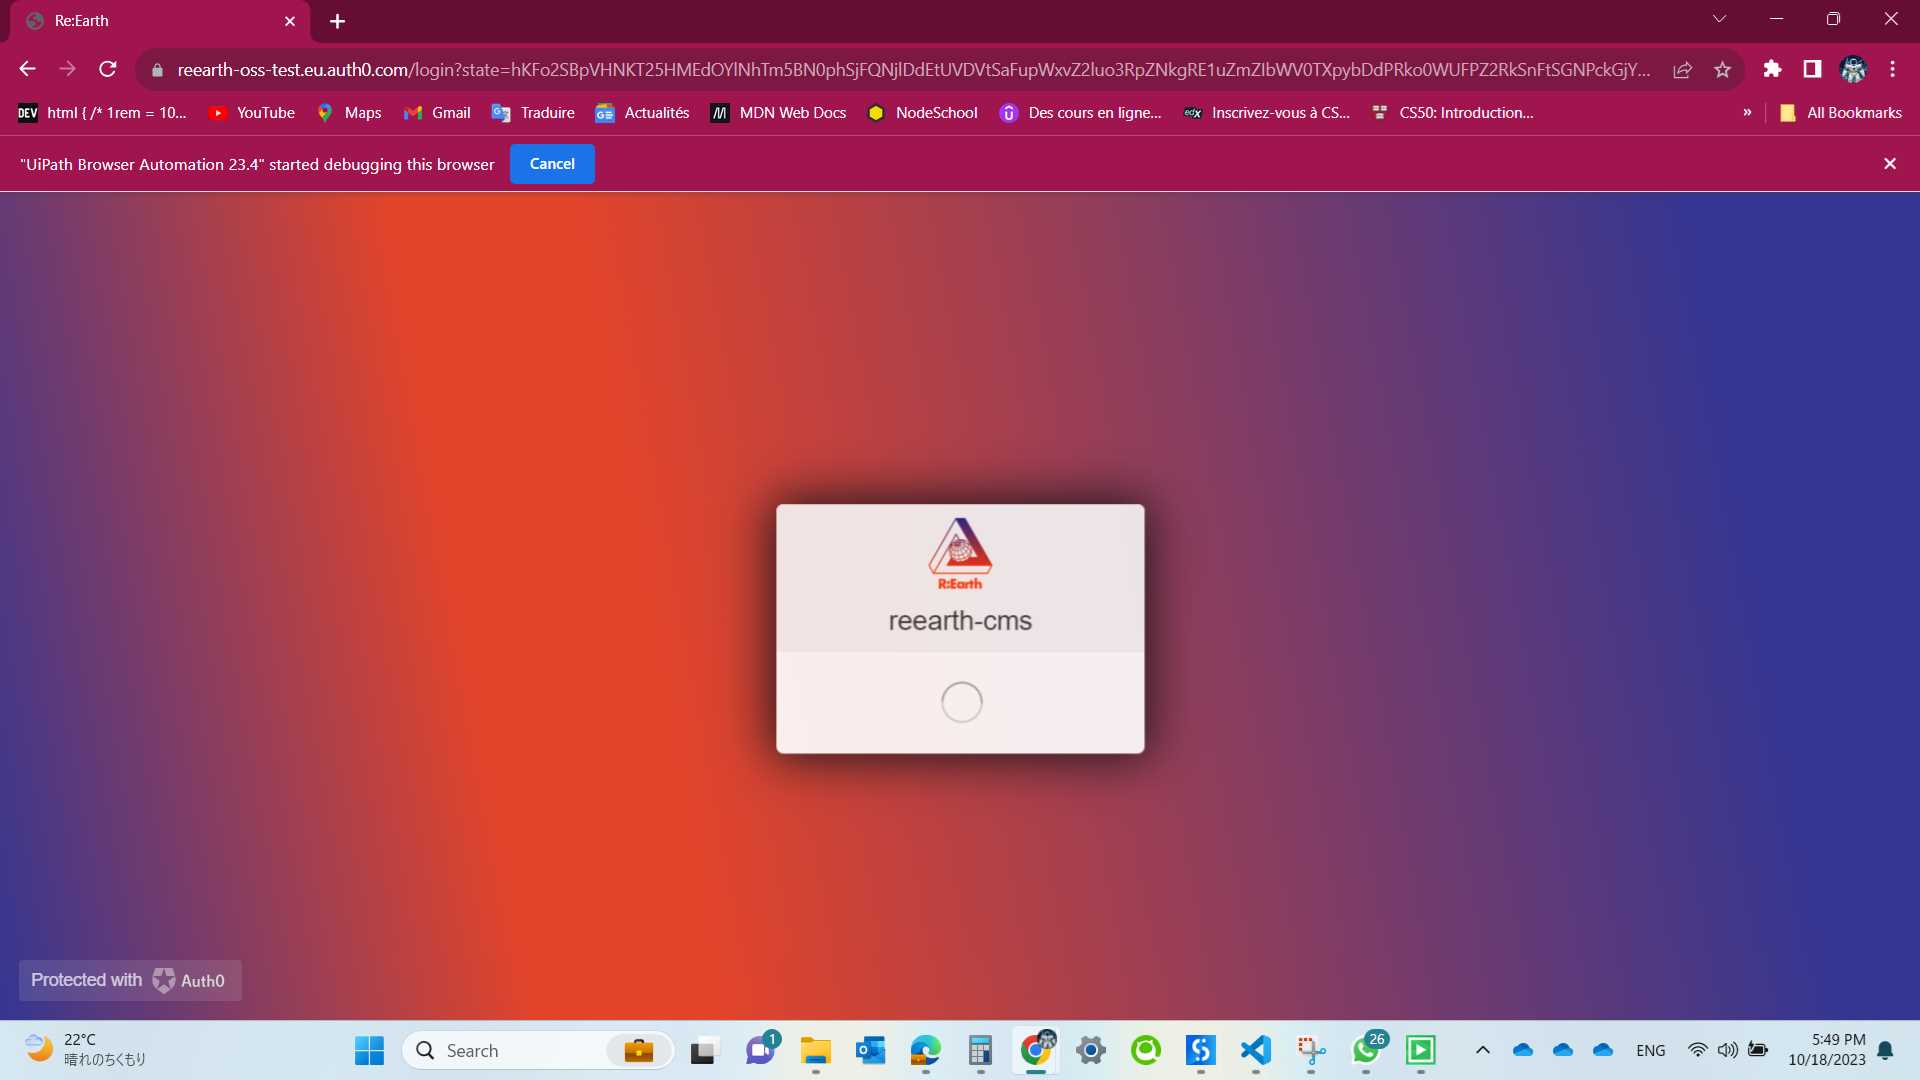 Re:Earth
reearth-oss-test.eu.auth0.com/login?state=hKFo2SBpVHNKT25HMEdOYlNhTm5BN0phSjFQNjlDdEtUVDVtSaFupWxvZ2luo3RpZNkgRE1uZmZIbWV0TXpybDdPRko0WUFPZ2RkSnFtSGNPckGjY...
DEV html { /* 1rem = 10... YouTube Maps Gmail Traduire Actualités MDN Web Docs NodeSchool Des cours en ligne... edX Inscrivez-vous à CS... CS50: Introduction... » All Bookmarks
"UiPath Browser Automation 23.4" started debugging this browser Cancel
R:Earth
reearth-cms
Protected with Auth0
22°C
晴れのちくもり
Search
1
26
ENG
5:49 PM
10/18/2023